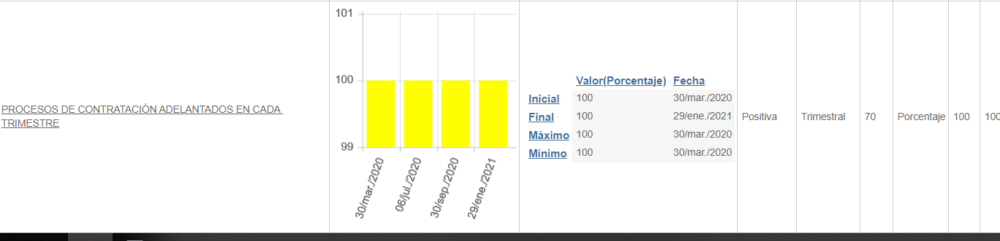 PROCESOS DE CONTRATACIÓN ADELANTADOS EN CADA
TRIMESTRE
101
100
99
30/mar./2020
06/jul./2020
30/sep./2020
29/ene./2021
Valor(Porcentaje) Fecha
Inicial 100 30/mar./2020
Final 100 29/ene./2021
Máximo 100 30/mar./2020
Mínimo 100 30/mar./2020
Positiva
Trimestral
70
Porcentaje
100
100